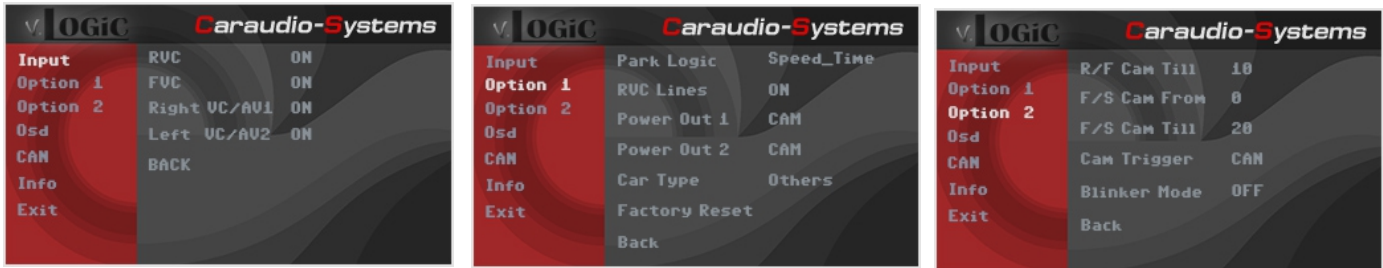 V.LOGiC Caraudio-Systems
Input RVC ON
Option 1 FVC ON
Option 2 Right VC/AV1 ON
Osd Left VC/AV2 ON
CAN BACK
Info
Exit
V.LOGiC Caraudio-Systems
Input Park Logic Speed_Time
Option 1 RVC Lines ON
Option 2 Power Out 1 CAM
Osd
CAN Power Out 2 CAM
Info Car Type Others
Exit Factory Reset
Back
V.LOGiC Caraudio-Systems
Input R/F Cam Till 10
Option 1 F/S Cam From 0
Option 2 F/S Cam Till 20
Osd
CAN Cam Trigger CAN
Info Blinker Mode OFF
Exit Back